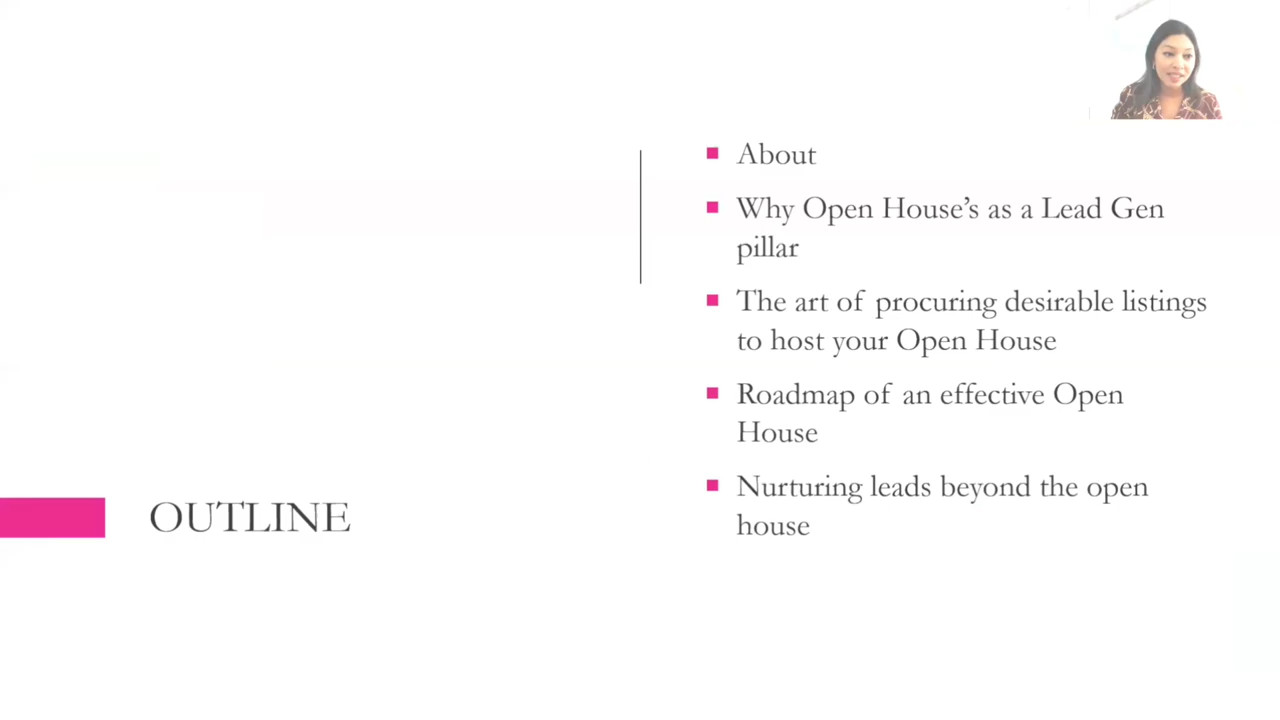 About
Why Open House’s as a Lead Gen
pillar
The art of procuring desirable listings
to host your Open House
Roadmap of an effective Open
House
Nurturing leads beyond the open
house
OUTLINE